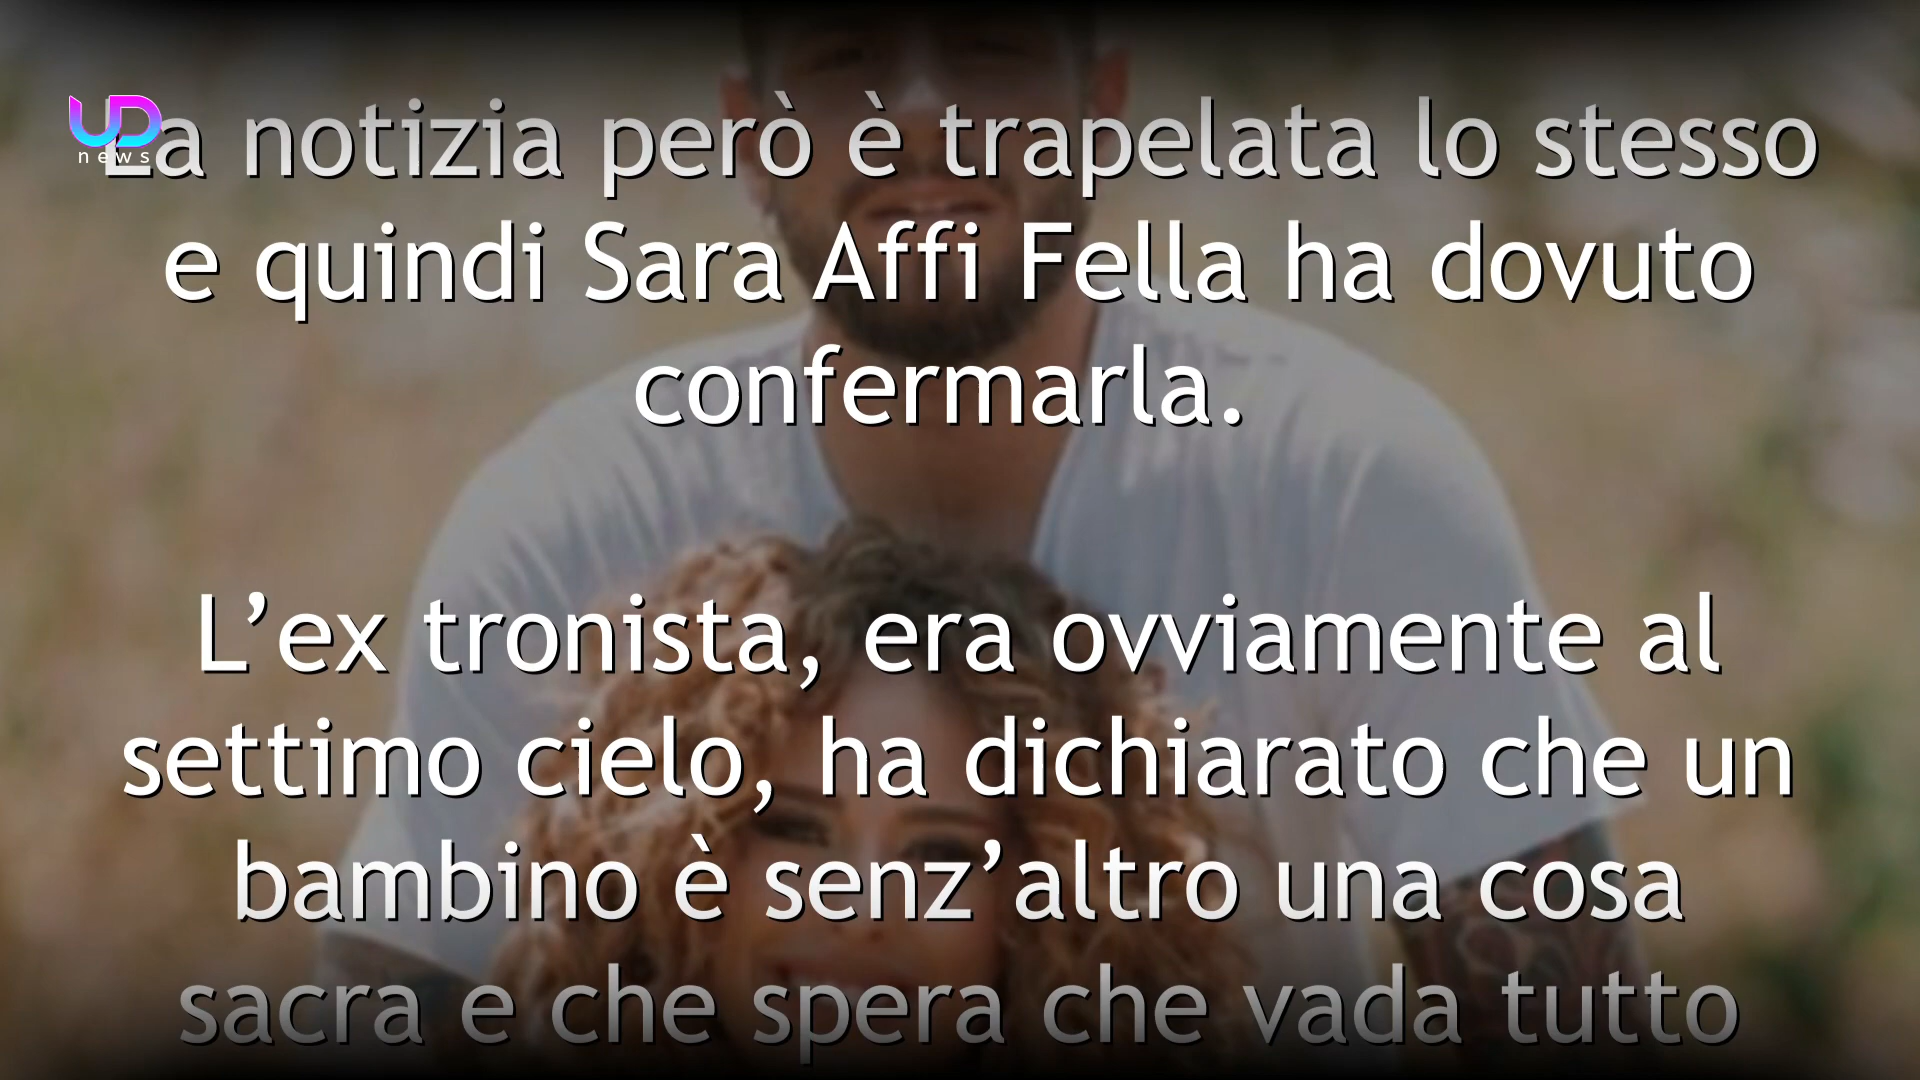 UD
news
La notizia però è trapelata lo stesso
e quindi Sara Affi Fella ha dovuto
confermarla.
L’ex tronista, era ovviamente al
settimo cielo, ha dichiarato che un
bambino è senz’altro una cosa
sacra e che spera che vada tutto